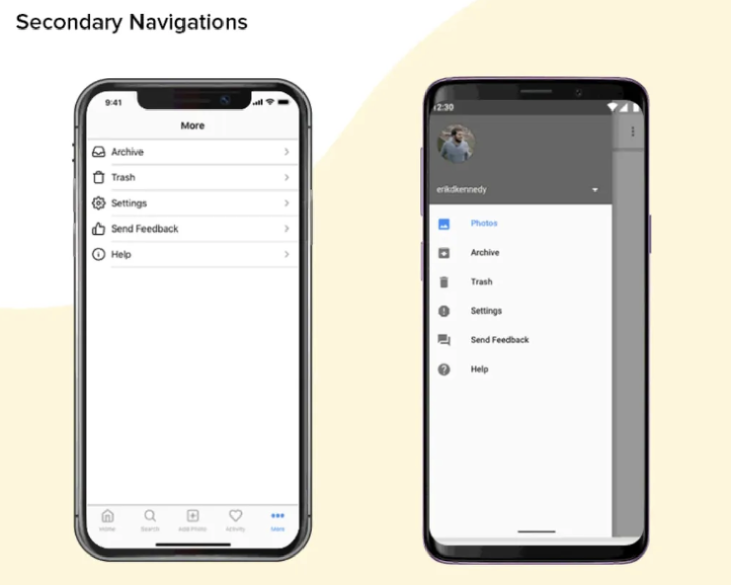 Secondary Navigations
9:41
More
Archive
Trash
Settings
Send Feedback
Help
Home
Search
Add Photo
Activity
More
2:30
erikdkennedy
Photos
Archive
Trash
Settings
Send Feedback
Help